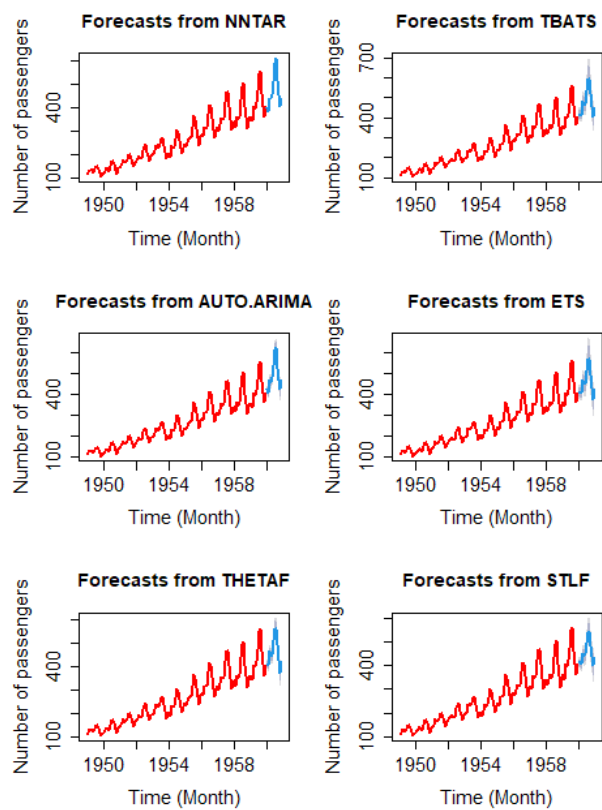 Forecasts from NNTAR
Number of passengers
400
100
1950 1954 1958
Time (Month)
Forecasts from TBATS
Number of passengers
700
400
100
1950 1954 1958
Time (Month)
Forecasts from AUTO.ARIMA
Number of passengers
400
100
1950 1954 1958
Time (Month)
Forecasts from ETS
Number of passengers
400
100
1950 1954 1958
Time (Month)
Forecasts from THETAF
Number of passengers
400
100
1950 1954 1958
Time (Month)
Forecasts from STLF
Number of passengers
400
100
1950 1954 1958
Time (Month)